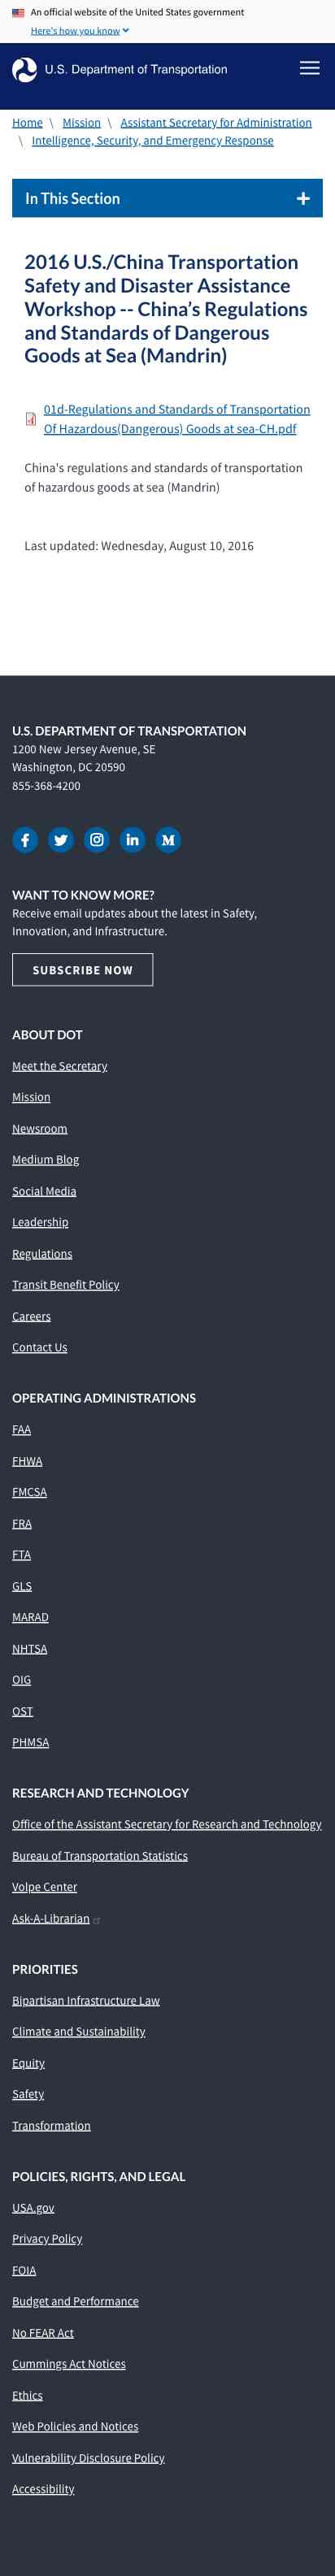 An official website of the United States government
Here's how you know
U.S. Department of Transportation
Home \ Mission \ Assistant Secretary for Administration
\ Intelligence, Security, and Emergency Response
In This Section
2016 U.S./China Transportation
Safety and Disaster Assistance
Workshop -- China’s Regulations
and Standards of Dangerous
Goods at Sea (Mandrin)
01d-Regulations and Standards of Transportation
Of Hazardous(Dangerous) Goods at sea-CH.pdf
China's regulations and standards of transportation
of hazardous goods at sea (Mandrin)
Last updated: Wednesday, August 10, 2016
U.S. DEPARTMENT OF TRANSPORTATION
1200 New Jersey Avenue, SE
Washington, DC 20590
855-368-4200
WANT TO KNOW MORE?
Receive email updates about the latest in Safety,
Innovation, and Infrastructure.
SUBSCRIBE NOW
ABOUT DOT
Meet the Secretary
Mission
Newsroom
Medium Blog
Social Media
Leadership
Regulations
Transit Benefit Policy
Careers
Contact Us
OPERATING ADMINISTRATIONS
FAA
FHWA
FMCSA
FRA
FTA
GLS
MARAD
NHTSA
OIG
OST
PHMSA
RESEARCH AND TECHNOLOGY
Office of the Assistant Secretary for Research and Technology
Bureau of Transportation Statistics
Volpe Center
Ask-A-Librarian
PRIORITIES
Bipartisan Infrastructure Law
Climate and Sustainability
Equity
Safety
Transformation
POLICIES, RIGHTS, AND LEGAL
USA.gov
Privacy Policy
FOIA
Budget and Performance
No FEAR Act
Cummings Act Notices
Ethics
Web Policies and Notices
Vulnerability Disclosure Policy
Accessibility